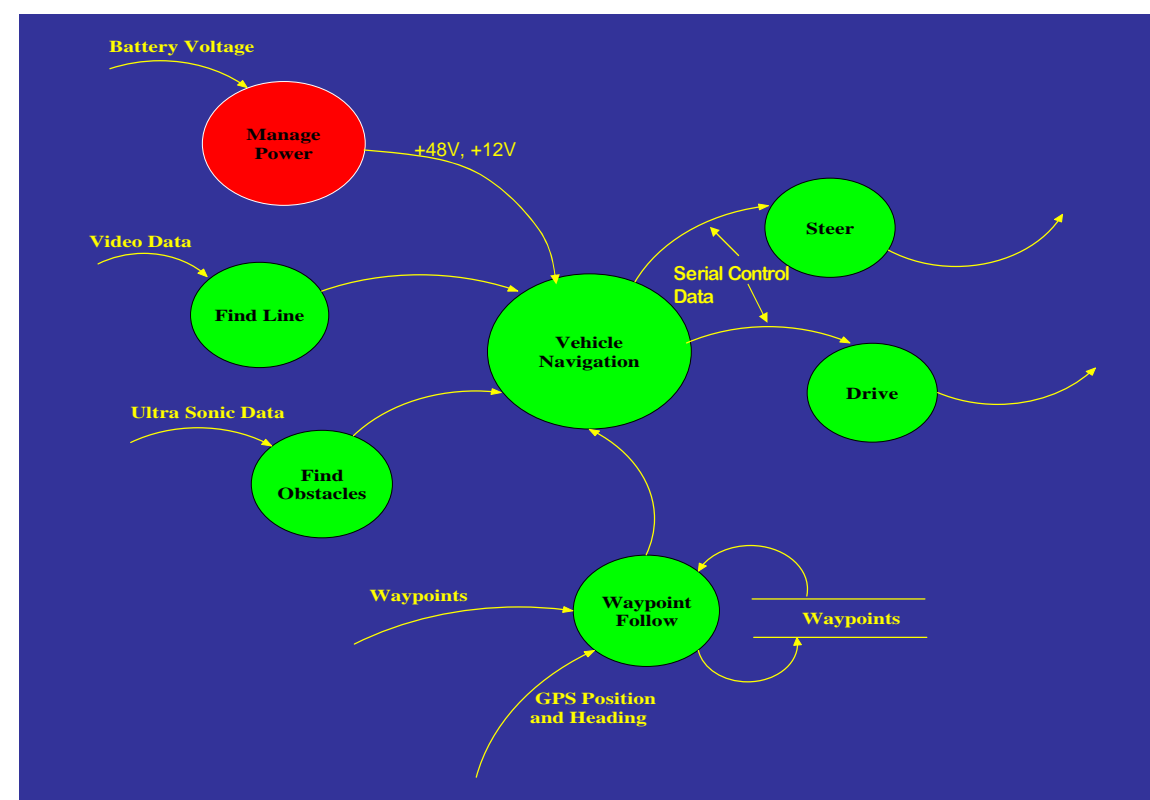 Battery Voltage
Manage
Power
+48V, +12V
Steer
Video Data
Serial Control
Data
Find Line
Vehicle
Navigation
Drive
Ultra Sonic Data
Find
Obstacles
Waypoints
Waypoint
Follow
Waypoints
GPS Position
and Heading